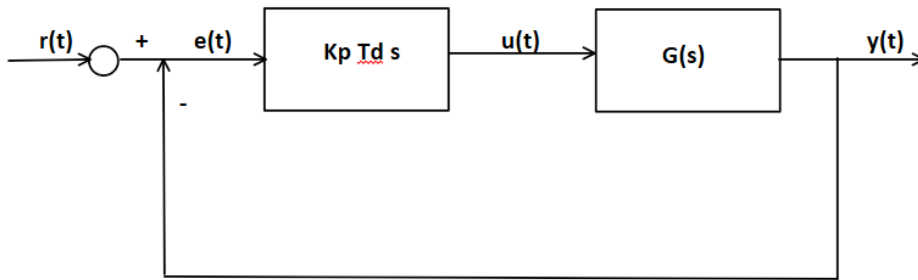 r(t)
+
e(t)
Kp Td s
u(t)
G(s)
y(t)
-